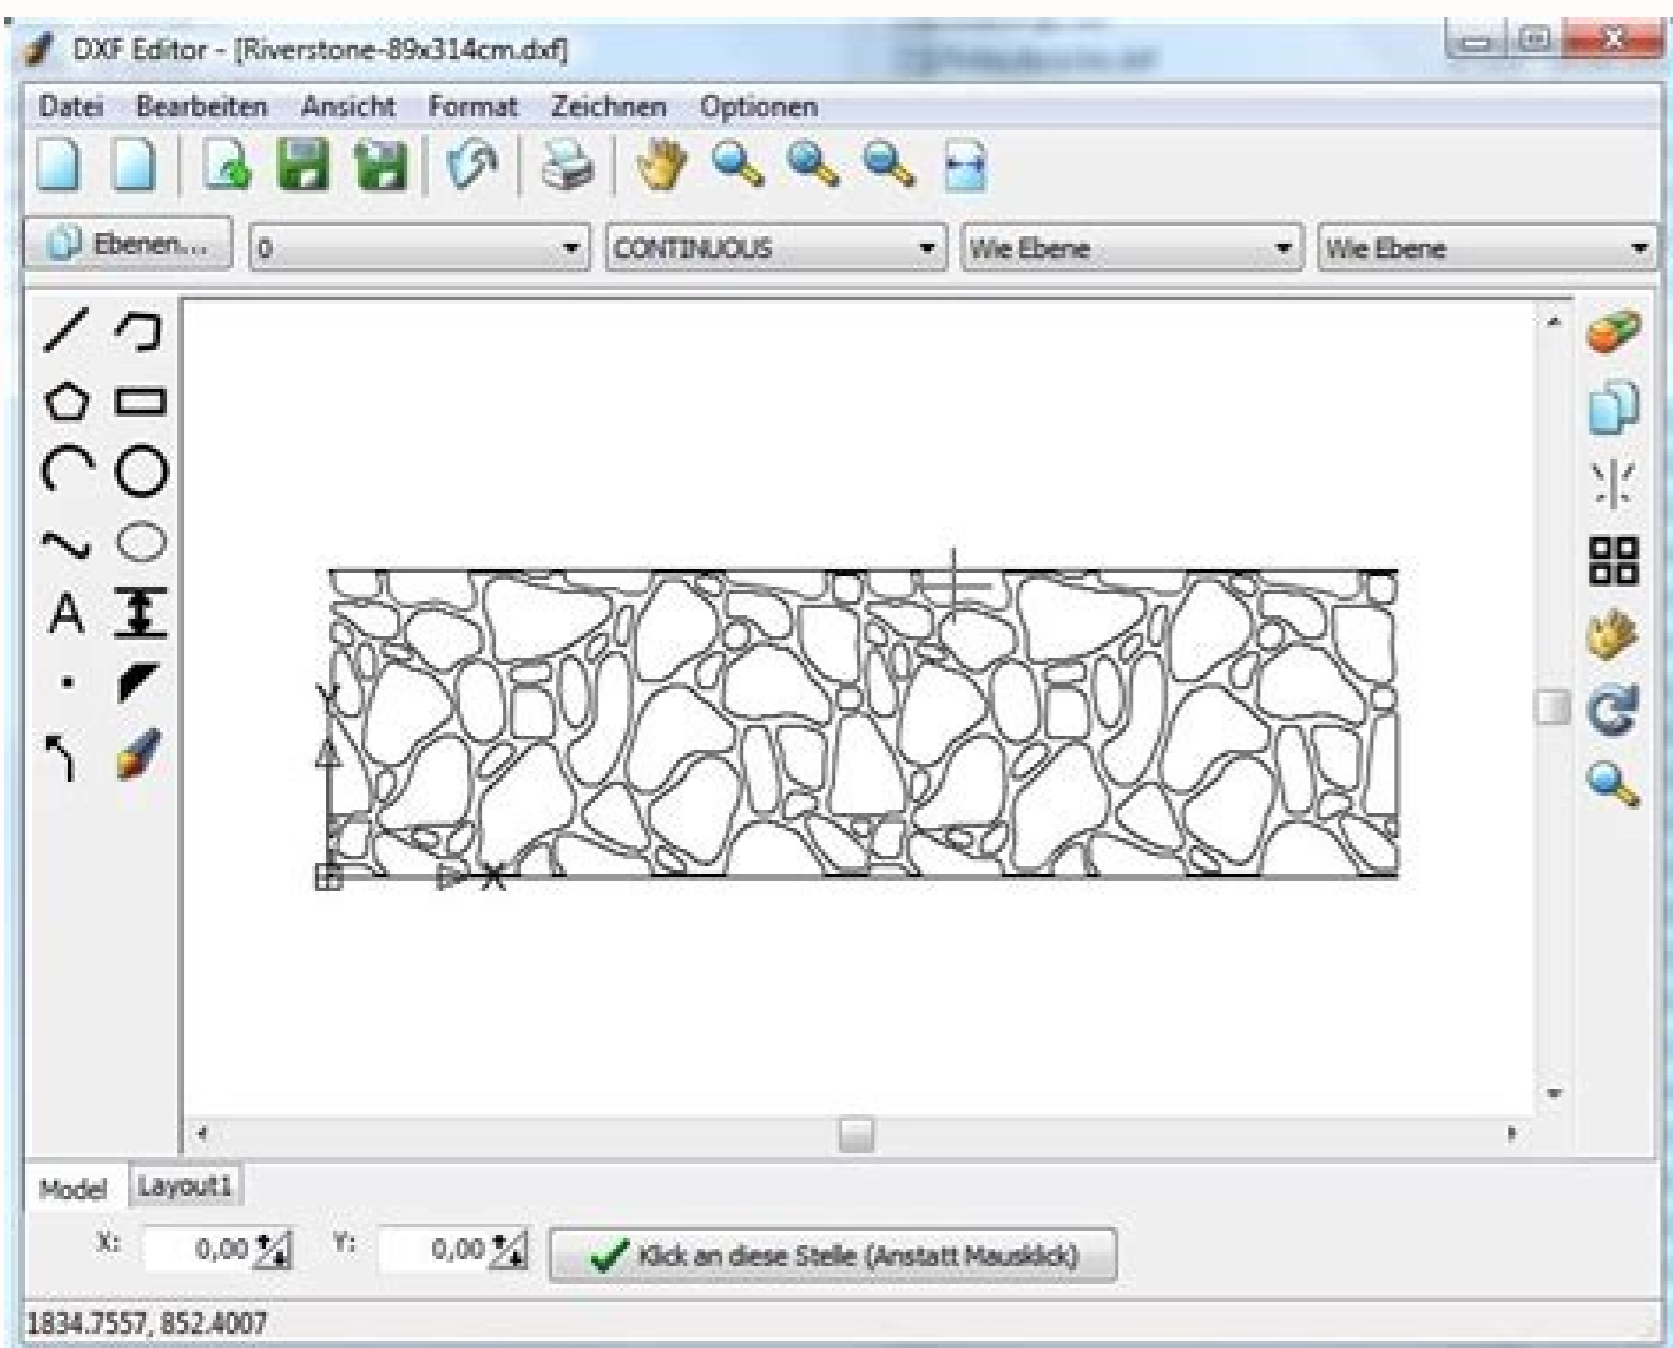 DXF Editor - [Riverstone-89x314cm.dxf]
Datei Bearbeiten Ansicht Format Zeichnen Optionen
Ebenen... 0 CONTINUOUS Wie Ebene Wie Ebene
A
Y
X
Model Layout1
X: 0,00 Y: 0,00 Klick an diese Stelle (Anstatt Mausklick)
1834.7557, 852.4007